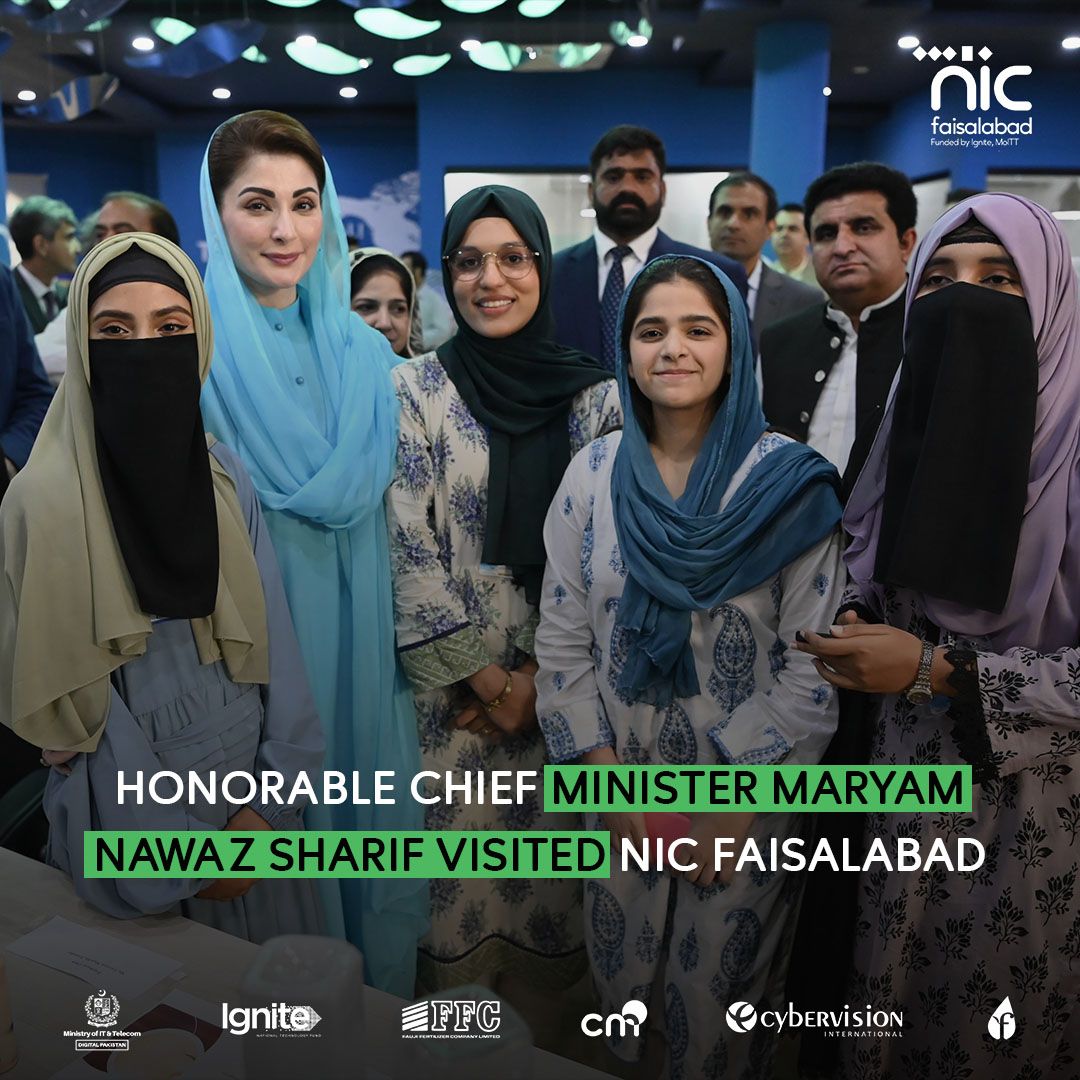 nic
faisalabad
Funded by Ignite, MoITT
HONORABLE CHIEF MINISTER MARYAM
NAWAZ SHARIF VISITED NIC FAISALABAD
Ministry of IT & Telecom
DIGITAL PAKISTAN
Ignite
NATIONAL TECHNOLOGY FUND
FFC
FAUJI FERTILIZER COMPANY LIMITED
cm
CYBERVISION
INTERNATIONAL
f